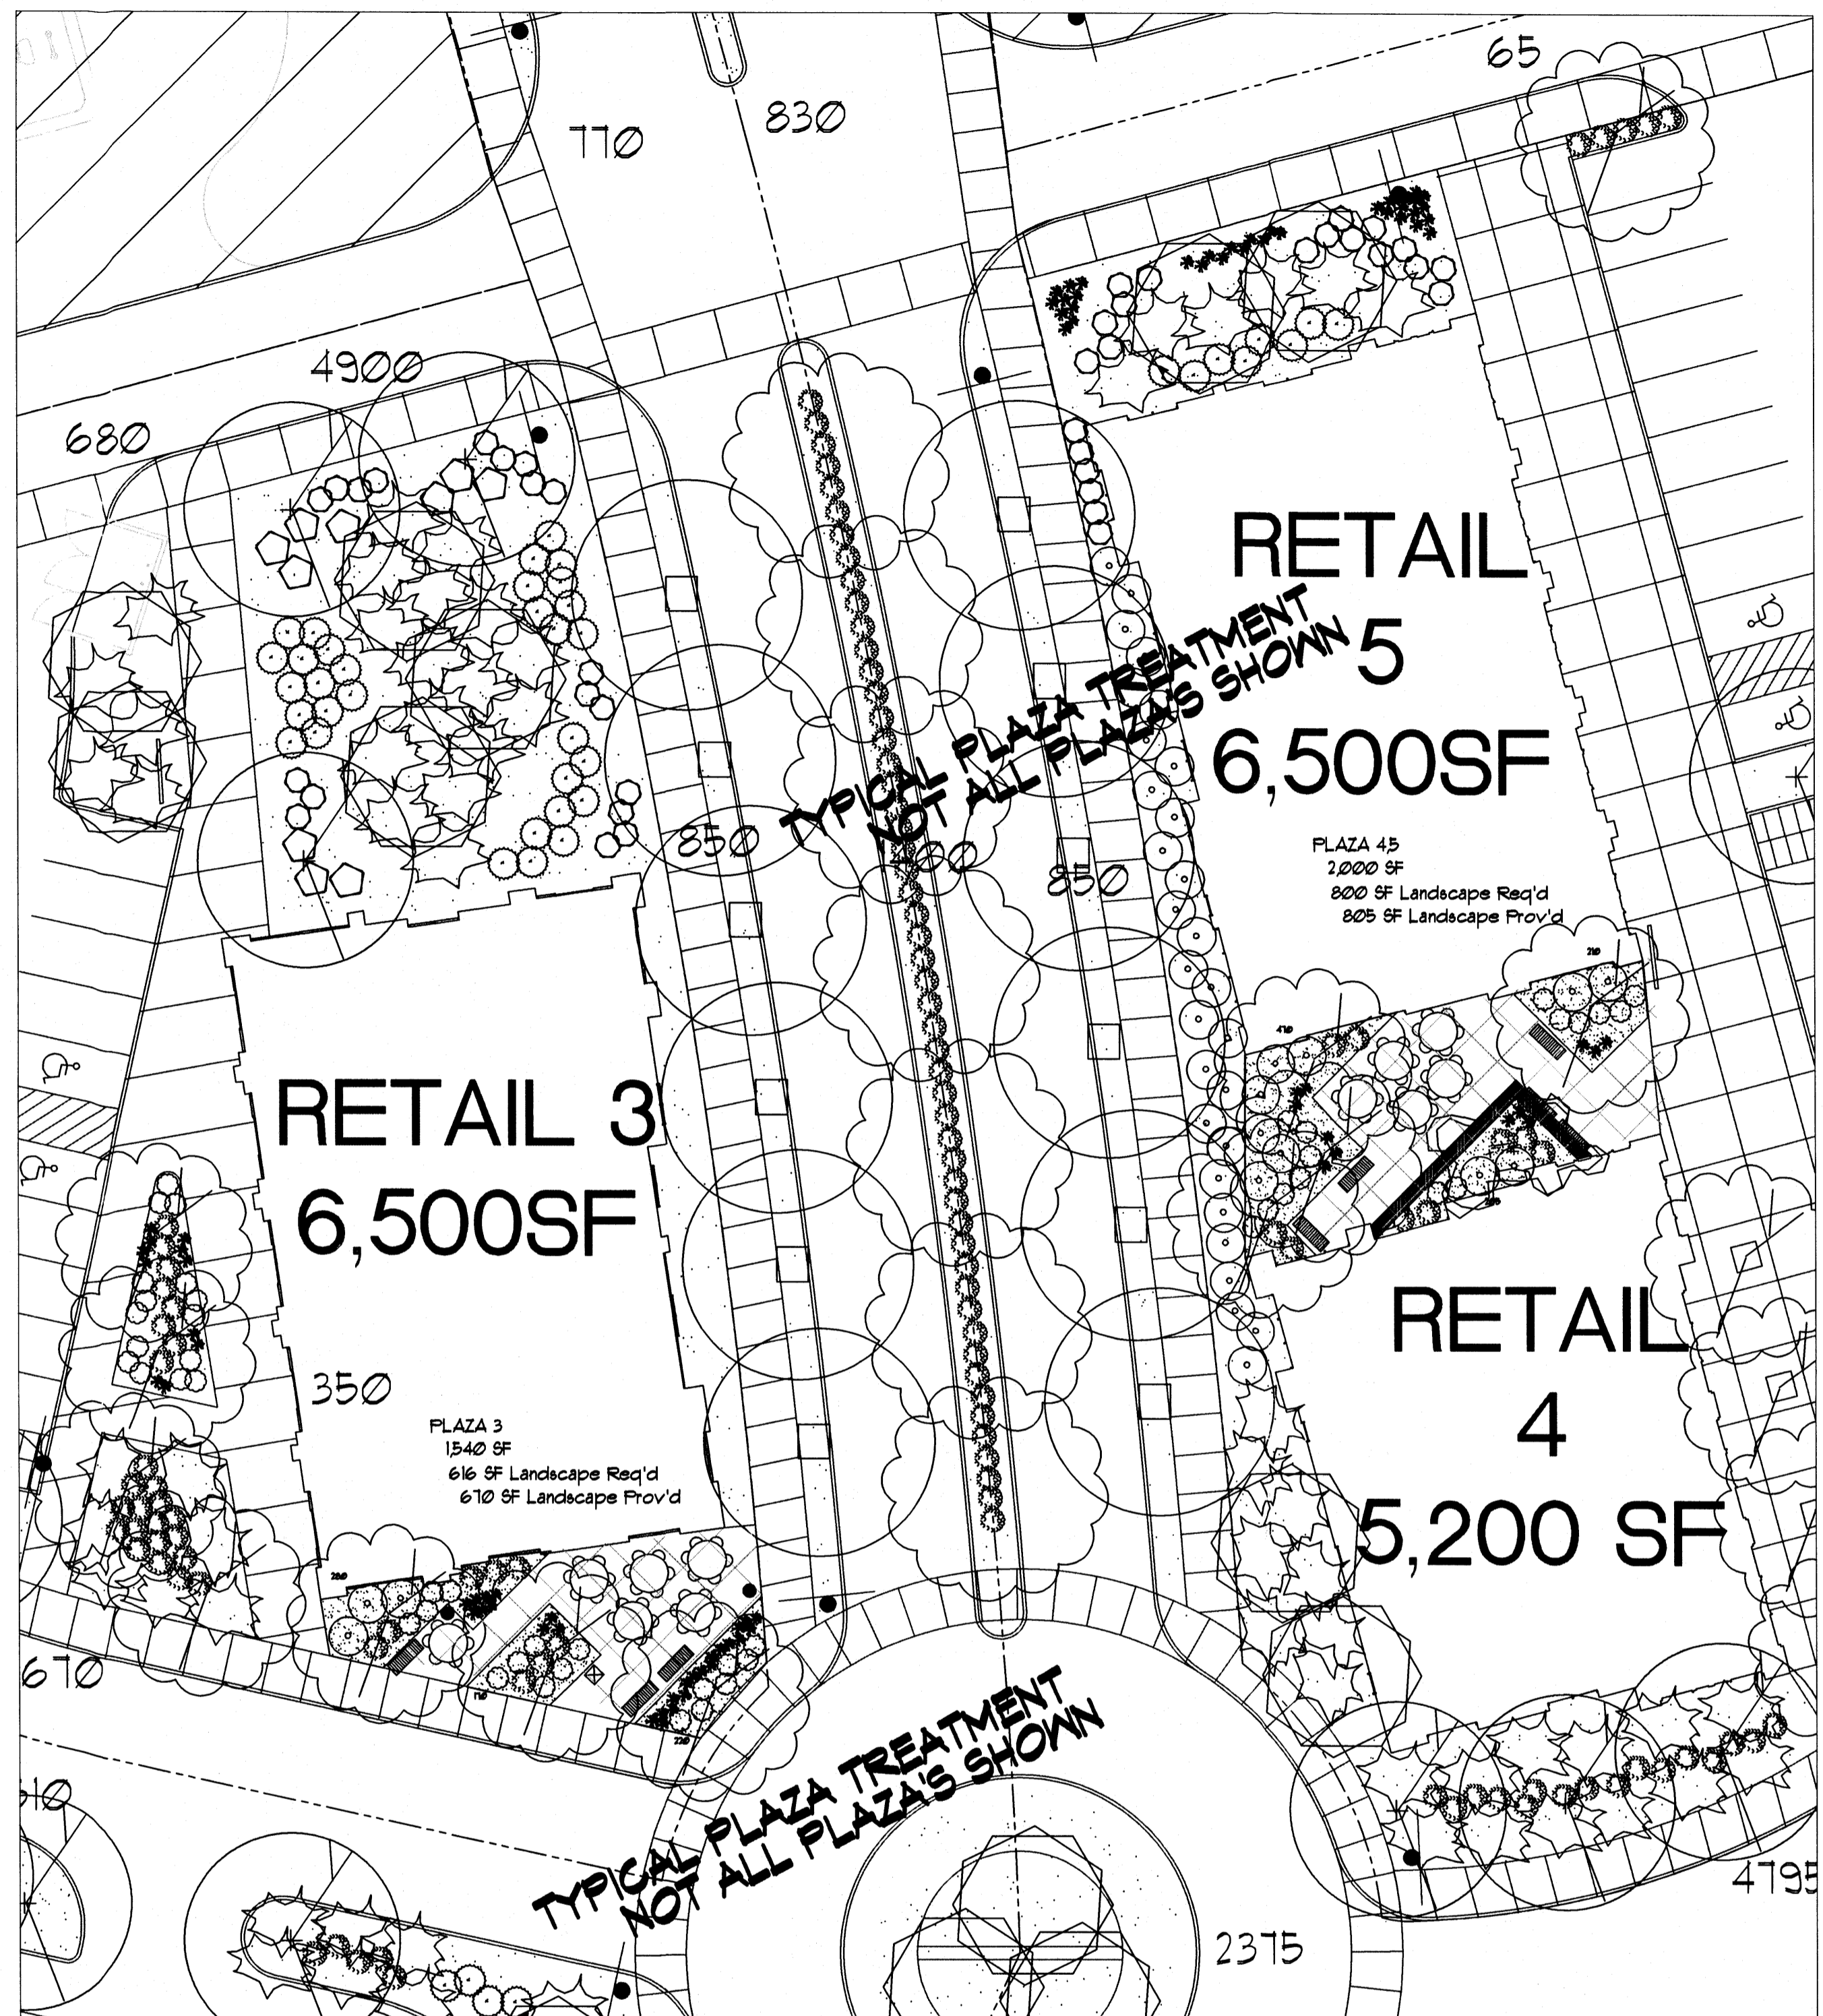 65
830
770
4900
680
RETAIL
5
6,500SF
TYPICAL PLAZA TREATMENT
NOT ALL PLAZA'S SHOWN
850
850
PLAZA 4,5
2,000 SF
800 SF Landscape Req'd
805 SF Landscape Prov'd
RETAIL 3
6,500SF
350
PLAZA 3
1,540 SF
616 SF Landscape Req'd
670 SF Landscape Prov'd
RETAIL
4
5,200 SF
670
TYPICAL PLAZA TREATMENT
NOT ALL PLAZA'S SHOWN
4795
2375